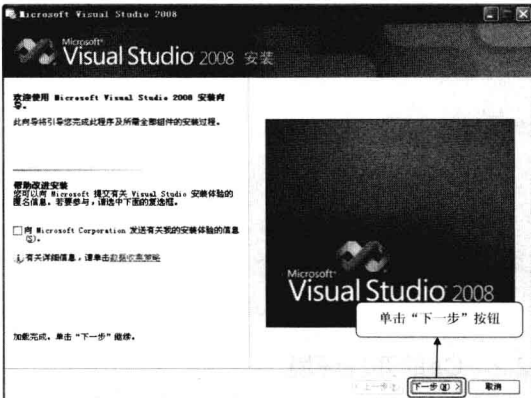 Microsoft Visual Studio 2008
Microsoft®
Visual Studio 2008 安装
欢迎使用 Microsoft Visual Studio 2008 安装向
导。
此向导将引导您完成此程序及所需全部组件的安装过程。
帮助改进安装
您可以向 Microsoft 提交有关 Visual Studio 安装体验的
匿名信息。若要参与，请选中下面的复选框。
向 Microsoft Corporation 发送有关我的安装体验的信息
(S)。
有关详细信息，请单击数据收集策略
Microsoft®
Visual Studio 2008
单击“下一步”按钮
加载完成。单击“下一步”继续。
下一步(N) >
取消